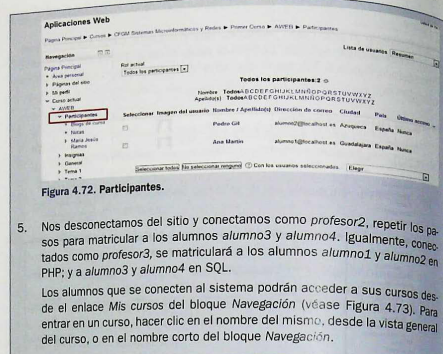 Aplicaciones Web
Página Principal ► Cursos ► CFGM Sistemas Microinformáticos y Redes ► Primer Curso ► AWEB ► Participantes
Lista de usuarios Resumen
Navegación
Página Principal
Área personal
Páginas del sitio
Mi perfil
Curso actual
AWEB
Participantes
Blogs de curso
Notas
María Jesús
Ramos
Insignias
General
Tema 1
Rol actual
Todos los participantes
Todos los participantes:2
Nombre TodosABCDEFGHIJKLMNÑOPQRSTUVWXYZ
Apellido(s) TodosABCDEFGHIJKLMNÑOPQRSTUVWXYZ
Seleccionar Imagen del usuario Nombre / Apellido(s) Dirección de correo Ciudad País Último
Pedro Gil alumno2@localhost.es Azuqueca España Nunca
Ana Martín alumno1@localhost.es Guadalajara España Nunca
Seleccionar todos No seleccionar ninguno Con los usuarios seleccionados... Elegir...
Figura 4.72. Participantes.
5. Nos desconectamos del sitio y conectamos como profesor2, repetir los pa-
sos para matricular a los alumnos alumno3 y alumno4. Igualmente, conec-
tados como profesor3, se matriculará a los alumnos alumno1 y alumno2 en
PHP; y a alumno3 y alumno4 en SQL.
Los alumnos que se conecten al sistema podrán acceder a sus cursos des-
de el enlace Mis cursos del bloque Navegación (véase Figura 4.73). Para
entrar en un curso, hacer clic en el nombre del mismo, desde la vista general
del curso, o en el nombre corto del bloque Navegación.